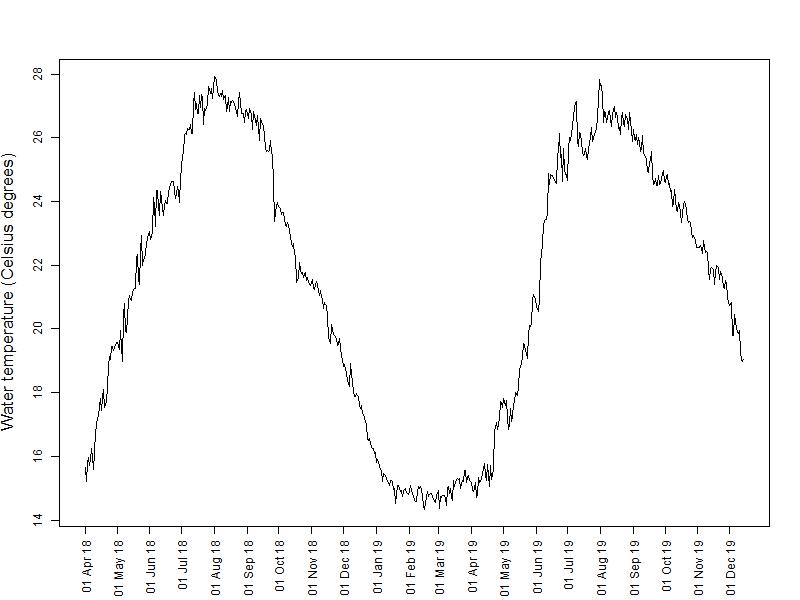 Water temperature (Celsius degrees)
28
26
24
22
20
18
16
14
01 Apr 18
01 May 18
01 Jun 18
01 Jul 18
01 Aug 18
01 Sep 18
01 Oct 18
01 Nov 18
01 Dec 18
01 Jan 19
01 Feb 19
01 Mar 19
01 Apr 19
01 May 19
01 Jun 19
01 Jul 19
01 Aug 19
01 Sep 19
01 Oct 19
01 Nov 19
01 Dec 19